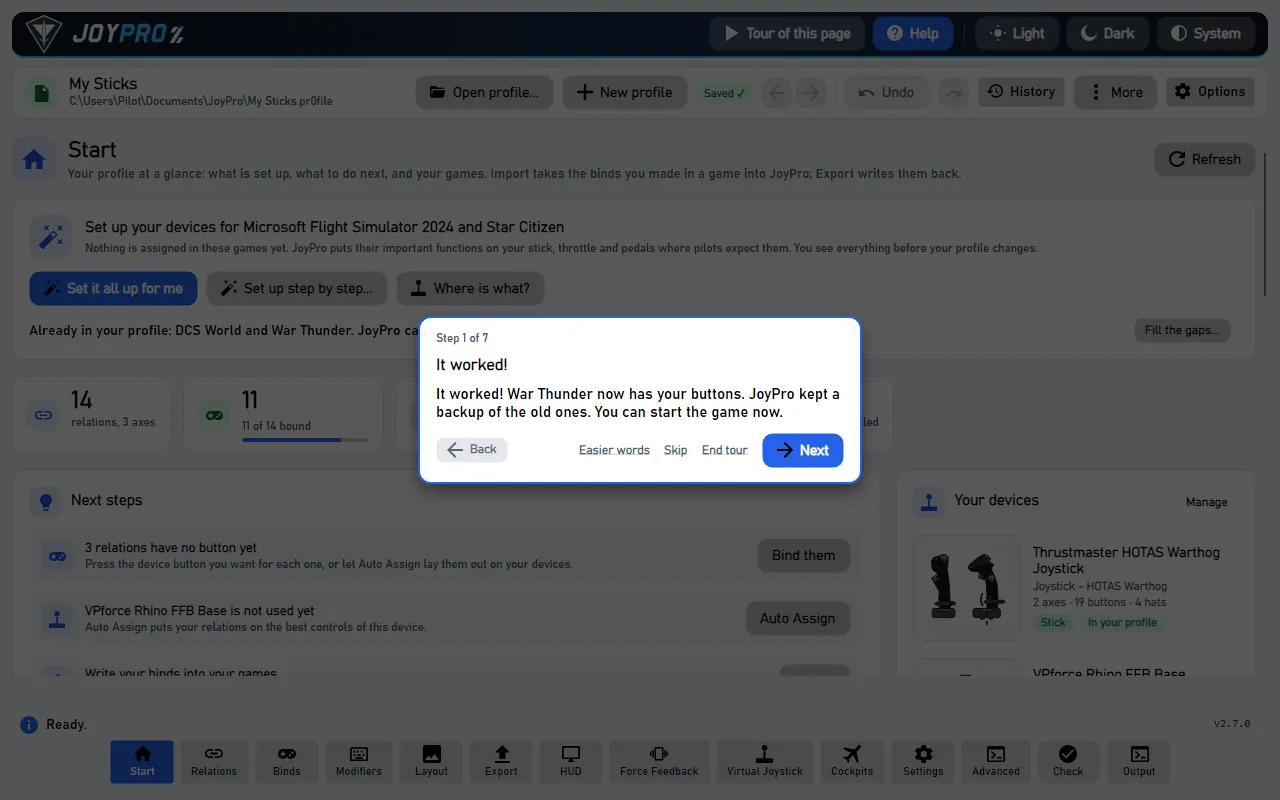 JOYPRO
Tour of this page
Help
Light
Dark
System
My Sticks
C:\Users\Pilot\Documents\JoyPro\My Sticks.pr0file
Open profile...
New profile
Saved ✓
Undo
History
More
Options
Start
Your profile at a glance: what is set up, what to do next, and your games. Import takes the binds you made in a game into JoyPro; Export writes them back.
Refresh
Set up your devices for Microsoft Flight Simulator 2024 and Star Citizen
Nothing is assigned in these games yet. JoyPro puts their important functions on your stick, throttle and pedals where pilots expect them. You see everything before your profile changes.
Set it all up for me
Set up step by step...
Where is what?
Already in your profile: DCS World and War Thunder. JoyPro
Fill the gaps...
Step 1 of 7
It worked!
It worked! War Thunder now has your buttons. JoyPro kept a
backup of the old ones. You can start the game now.
Back
Easier words
Skip
End tour
Next
14
relations, 3 axes
11
11 of 14 bound
Next steps
3 relations have no button yet
Press the device button you want for each one, or let Auto Assign lay them out on your devices.
Bind them
VPforce Rhino FFB Base is not used yet
Auto Assign puts your relations on the best controls of this device.
Auto Assign
Write your binds into your games
Your devices
Manage
Thrustmaster HOTAS Warthog
Joystick
Joystick - HOTAS Warthog
2 axes · 19 buttons · 4 hats
Stick
In your profile
VPforce Rhino FFB Base
Ready.
v2.7.0
Start
Relations
Binds
Modifiers
Layout
Export
HUD
Force Feedback
Virtual Joystick
Cockpits
Settings
Advanced
Check
Output